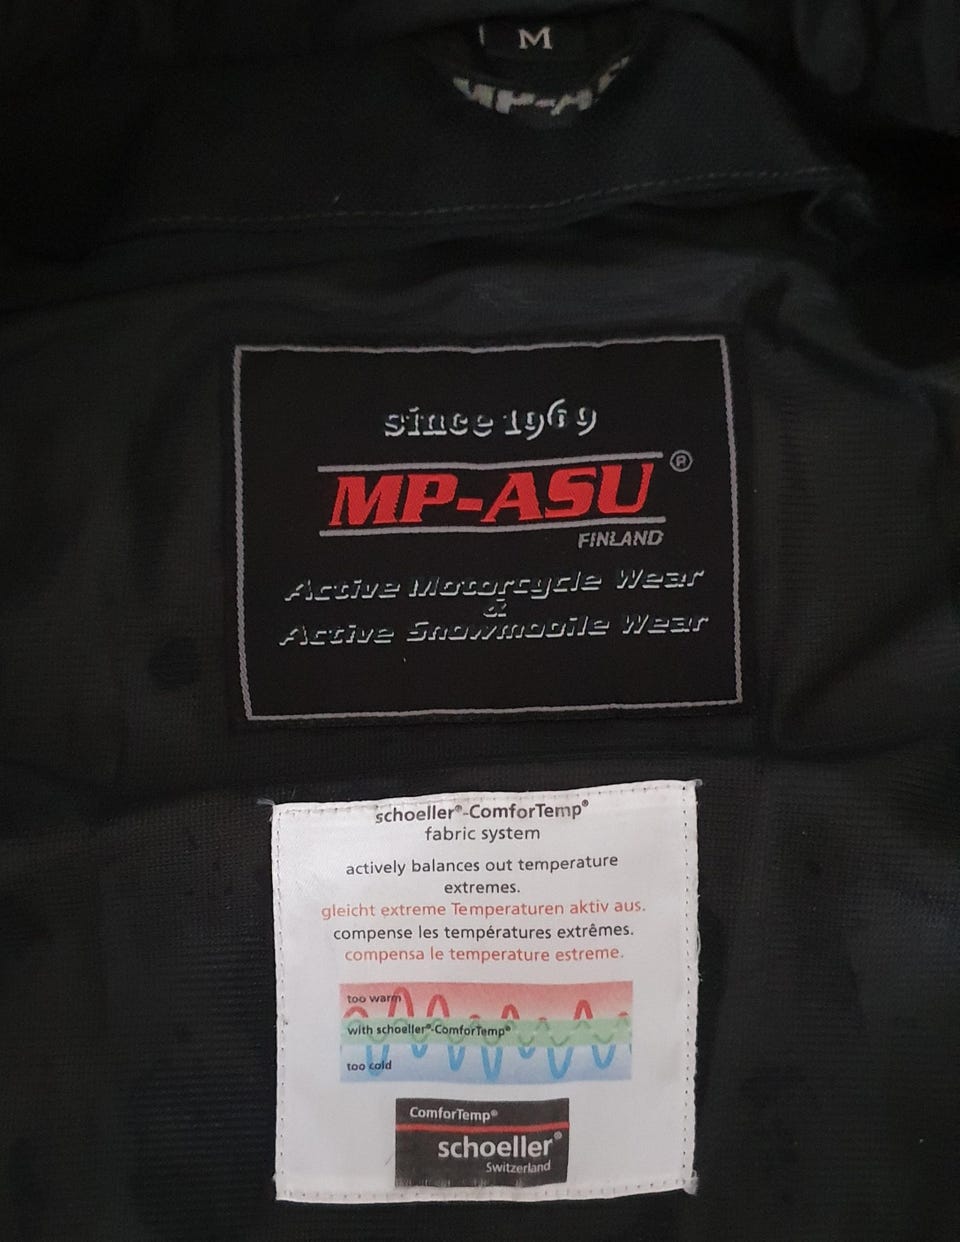 M
MP-A
since 1969
MP-ASU®
FINLAND
Active Motorcycle Wear
&
Active Snowmobile Wear
schoeller®-ComforTemp®
fabric system
actively balances out temperature
extremes.
gleicht extreme Temperaturen aktiv aus.
compense les températures extrêmes.
compensa le temperature estreme.
too warm
with schoeller®-ComforTemp®
too cold
ComforTemp®
schoeller®
Switzerland